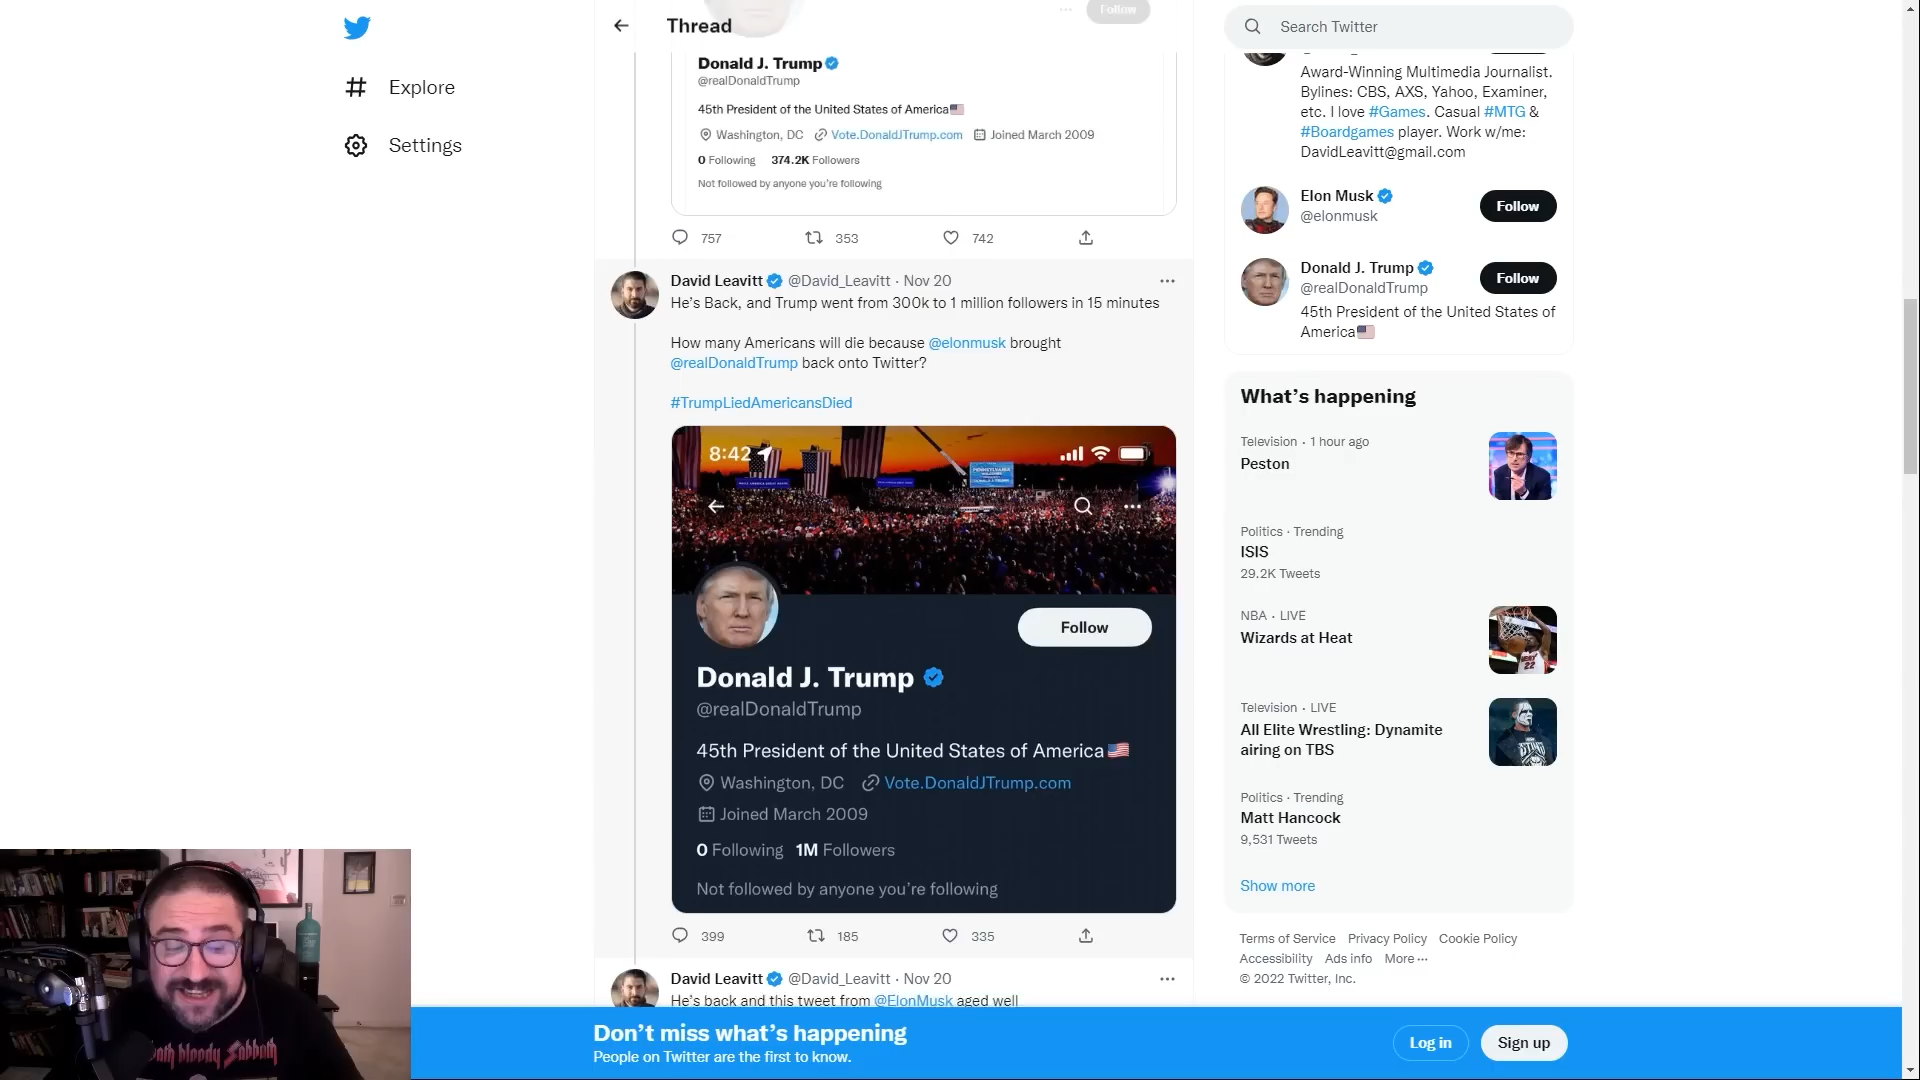 Explore
Settings
Thread
Follow
Donald J. Trump
@realDonaldTrump
45th President of the United States of America🇺🇸
Washington, DC Vote.DonaldJTrump.com Joined March 2009
0 Following 374.2K Followers
Not followed by anyone you're following
757 353 742
David Leavitt @David_Leavitt · Nov 20
He's Back, and Trump went from 300k to 1 million followers in 15 minutes
How many Americans will die because @elonmusk brought
@realDonaldTrump back onto Twitter?
#TrumpLiedAmericansDied
8:42
Follow
Donald J. Trump
@realDonaldTrump
45th President of the United States of America🇺🇸
Washington, DC Vote.DonaldJTrump.com
Joined March 2009
0 Following 1M Followers
Not followed by anyone you're following
399 185 335
David Leavitt @David_Leavitt · Nov 20
He's back and this tweet from @ElonMusk aged well
Search Twitter
Award-Winning Multimedia Journalist.
Bylines: CBS, AXS, Yahoo, Examiner,
etc. I love #Games. Casual #MTG &
#Boardgames player. Work w/me:
DavidLeavitt@gmail.com
Elon Musk
@elonmusk
Follow
Donald J. Trump
@realDonaldTrump
Follow
45th President of the United States of
America🇺🇸
What's happening
Television · 1 hour ago
Peston
Politics · Trending
ISIS
29.2K Tweets
NBA · LIVE
Wizards at Heat
Television · LIVE
All Elite Wrestling: Dynamite
airing on TBS
Politics · Trending
Matt Hancock
9,531 Tweets
Show more
Terms of Service Privacy Policy Cookie Policy
Accessibility Ads info More ···
© 2022 Twitter, Inc.
Don't miss what's happening
People on Twitter are the first to know.
Log in
Sign up
bloody Sabbath